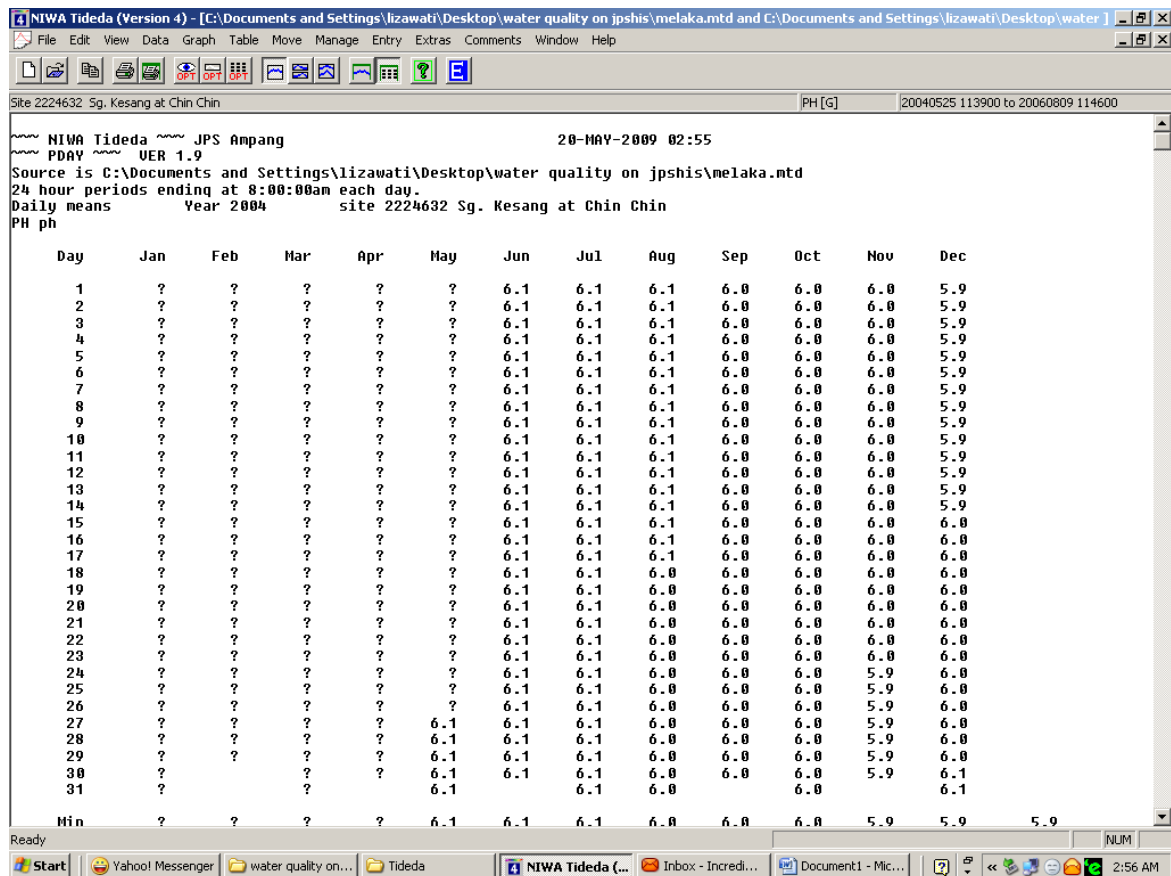 NIWA Tideda (Version 4) - [C:\Documents and Settings\lizawati\Desktop\water quality on jpshis\melaka.mtd and C:\Documents and Settings\lizawati\Desktop\water ]
File Edit View Data Graph Table Move Manage Entry Extras Comments Window Help
OPT OPT OPT
Site 2224632 Sg. Kesang at Chin Chin PH [G] 20040525 113900 to 20060809 114600
~~~ NIWA Tideda ~~~ JPS Ampang 20-MAY-2009 02:55
~~~ PDAY ~~~ VER 1.9
Source is C:\Documents and Settings\lizawati\Desktop\water quality on jpshis\melaka.mtd
24 hour periods ending at 8:00:00am each day.
Daily means Year 2004 site 2224632 Sg. Kesang at Chin Chin
PH ph
Day Jan Feb Mar Apr May Jun Jul Aug Sep Oct Nov Dec
1 ? ? ? ? ? 6.1 6.1 6.1 6.0 6.0 6.0 5.9
2 ? ? ? ? ? 6.1 6.1 6.1 6.0 6.0 6.0 5.9
3 ? ? ? ? ? 6.1 6.1 6.1 6.0 6.0 6.0 5.9
4 ? ? ? ? ? 6.1 6.1 6.1 6.0 6.0 6.0 5.9
5 ? ? ? ? ? 6.1 6.1 6.1 6.0 6.0 6.0 5.9
6 ? ? ? ? ? 6.1 6.1 6.1 6.0 6.0 6.0 5.9
7 ? ? ? ? ? 6.1 6.1 6.1 6.0 6.0 6.0 5.9
8 ? ? ? ? ? 6.1 6.1 6.1 6.0 6.0 6.0 5.9
9 ? ? ? ? ? 6.1 6.1 6.1 6.0 6.0 6.0 5.9
10 ? ? ? ? ? 6.1 6.1 6.1 6.0 6.0 6.0 5.9
11 ? ? ? ? ? 6.1 6.1 6.1 6.0 6.0 6.0 5.9
12 ? ? ? ? ? 6.1 6.1 6.1 6.0 6.0 6.0 5.9
13 ? ? ? ? ? 6.1 6.1 6.1 6.0 6.0 6.0 5.9
14 ? ? ? ? ? 6.1 6.1 6.1 6.0 6.0 6.0 5.9
15 ? ? ? ? ? 6.1 6.1 6.1 6.0 6.0 6.0 6.0
16 ? ? ? ? ? 6.1 6.1 6.1 6.0 6.0 6.0 6.0
17 ? ? ? ? ? 6.1 6.1 6.1 6.0 6.0 6.0 6.0
18 ? ? ? ? ? 6.1 6.1 6.0 6.0 6.0 6.0 6.0
19 ? ? ? ? ? 6.1 6.1 6.0 6.0 6.0 6.0 6.0
20 ? ? ? ? ? 6.1 6.1 6.0 6.0 6.0 6.0 6.0
21 ? ? ? ? ? 6.1 6.1 6.0 6.0 6.0 6.0 6.0
22 ? ? ? ? ? 6.1 6.1 6.0 6.0 6.0 6.0 6.0
23 ? ? ? ? ? 6.1 6.1 6.0 6.0 6.0 6.0 6.0
24 ? ? ? ? ? 6.1 6.1 6.0 6.0 6.0 5.9 6.0
25 ? ? ? ? ? 6.1 6.1 6.0 6.0 6.0 5.9 6.0
26 ? ? ? ? ? 6.1 6.1 6.0 6.0 6.0 5.9 6.0
27 ? ? ? ? 6.1 6.1 6.1 6.0 6.0 6.0 5.9 6.0
28 ? ? ? ? 6.1 6.1 6.1 6.0 6.0 6.0 5.9 6.0
29 ? ? ? ? 6.1 6.1 6.1 6.0 6.0 6.0 5.9 6.0
30 ? ? ? 6.1 6.1 6.1 6.0 6.0 6.0 5.9 6.1
31 ? ? 6.1 6.1 6.0 6.0 6.1
Min ? ? ? ? 6.1 6.1 6.1 6.0 6.0 6.0 5.9 5.9 5.9
Ready NUM
Start Yahoo! Messenger water quality on... Tideda NIWA Tideda (... Inbox - Incredi... Document1 - Mic... 2:56 AM